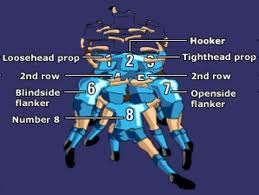 Hooker
Loosehead prop
Tighthead prop
1 2 3
2nd row
2nd row
4 5
Blindside
flanker
6
7
Openside
flanker
Number 8
8